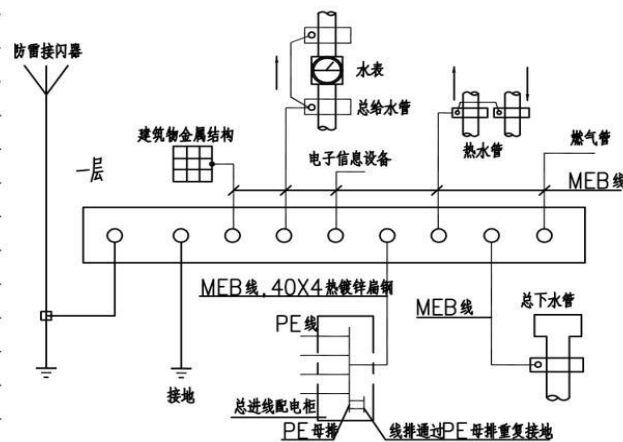 防雷接闪器
水表
总给水管
建筑物金属结构
热水管
燃气管
一层
电子信息设备
MEB线
MEB线,40X4热镀锌扁钢
MEB线
总下水管
PE线
接地
总进线配电柜
PE母排
线排通过PE母排重复接地